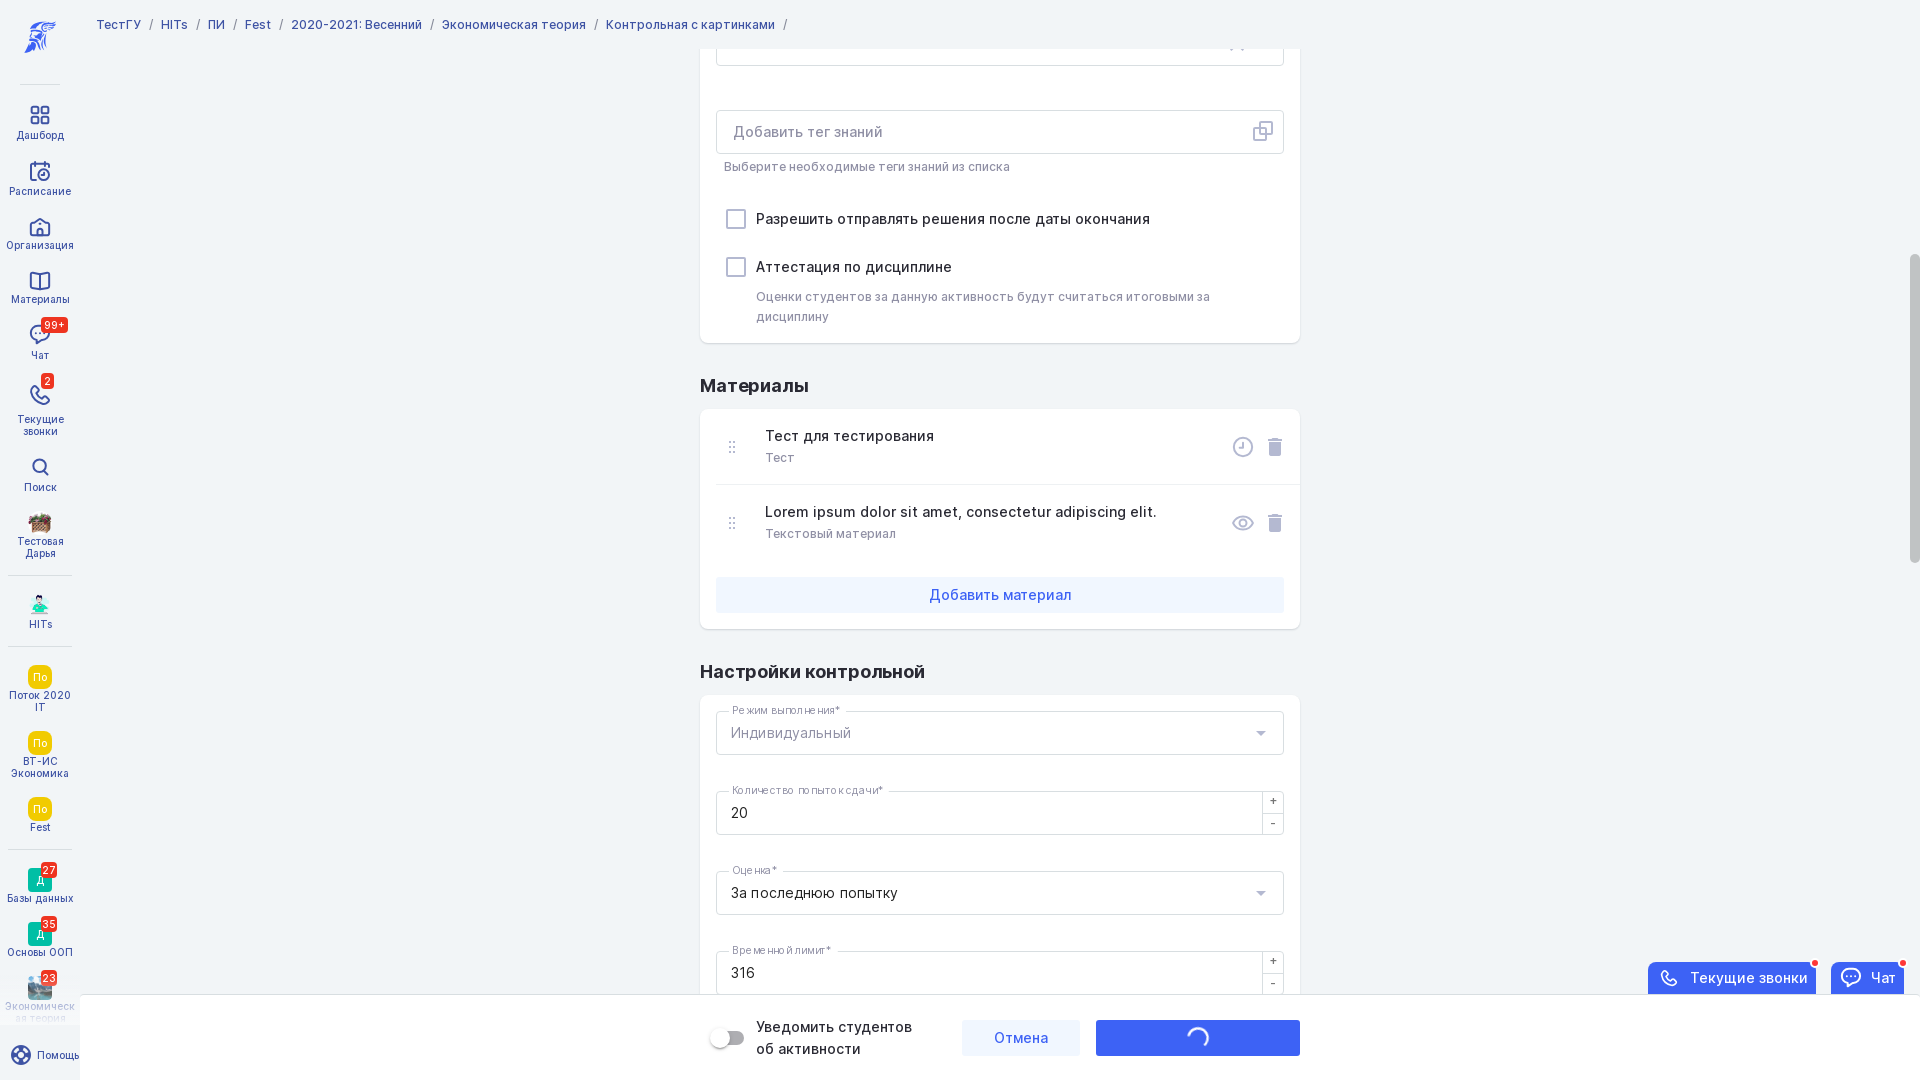 ТестГУ / HITs / ПИ / Fest / 2020-2021: Весенний / Экономическая теория / Контрольная с картинками /
Дашборд
Расписание
Организация
Материалы
99+
Чат
2
Текущие
звонки
Поиск
Тестовая
Дарья
HITs
По
Поток 2020
IT
По
ВТ-ИС
Экономика
По
Fest
27
Д
Базы данных
35
Д
Основы ООП
23
Экономическ
ая теория
Помощь
Добавить тег знаний
Выберите необходимые теги знаний из списка
Разрешить отправлять решения после даты окончания
Аттестация по дисциплине
Оценки студентов за данную активность будут считаться итоговыми за
дисциплину
Материалы
Тест для тестирования
Тест
Lorem ipsum dolor sit amet, consectetur adipiscing elit.
Текстовый материал
Добавить материал
Настройки контрольной
Режим выполнения*
Индивидуальный
Количество попыток сдачи*
20
+
-
Оценка*
За последнюю попытку
Временной лимит*
316
+
-
Текущие звонки
Чат
Уведомить студентов
об активности
Отмена